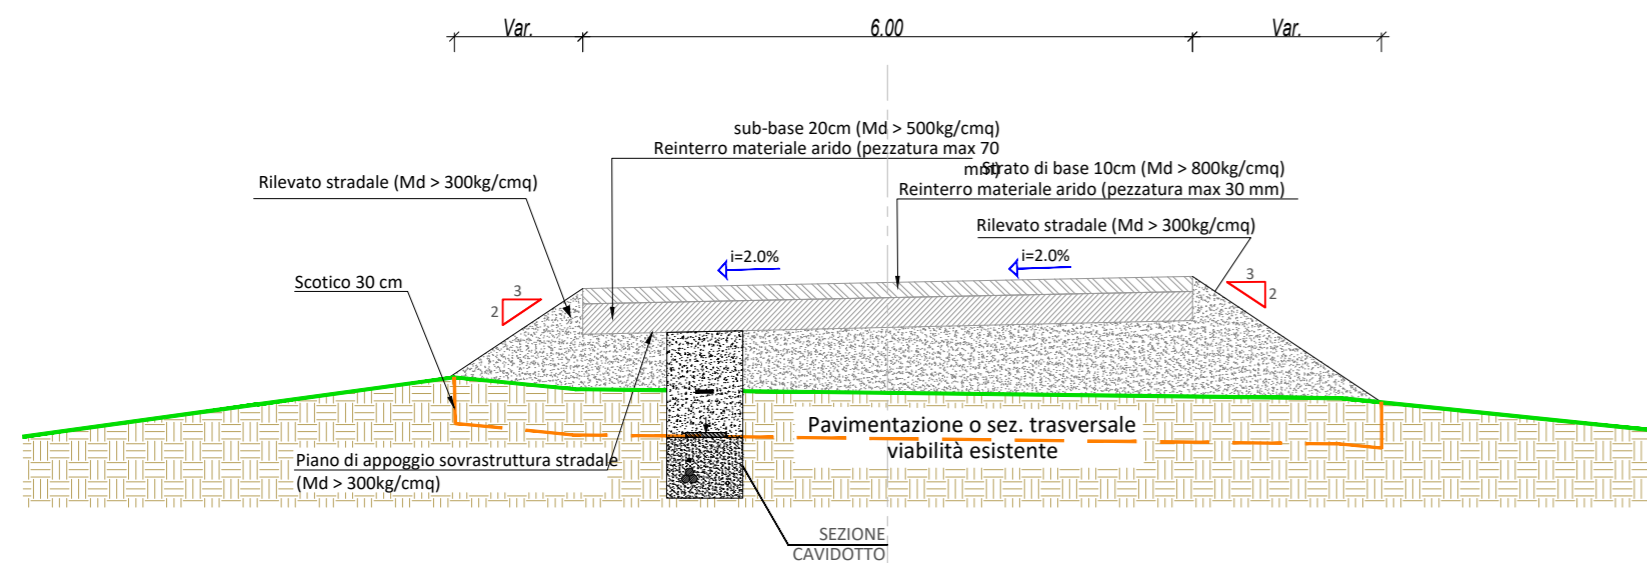 Var.
6.00
Var.
sub-base 20cm (Md > 500kg/cmq)
Reinterro materiale arido (pezzatura max 70
mm)
Strato di base 10cm (Md > 800kg/cmq)
Reinterro materiale arido (pezzatura max 30 mm)
Rilevato stradale (Md > 300kg/cmq)
Rilevato stradale (Md > 300kg/cmq)
i=2.0%
i=2.0%
Scotico 30 cm
3
2
3
2
Pavimentazione o sez. trasversale
viabilità esistente
Piano di appoggio sovrastruttura stradale
(Md > 300kg/cmq)
SEZIONE
CAVIDOTTO